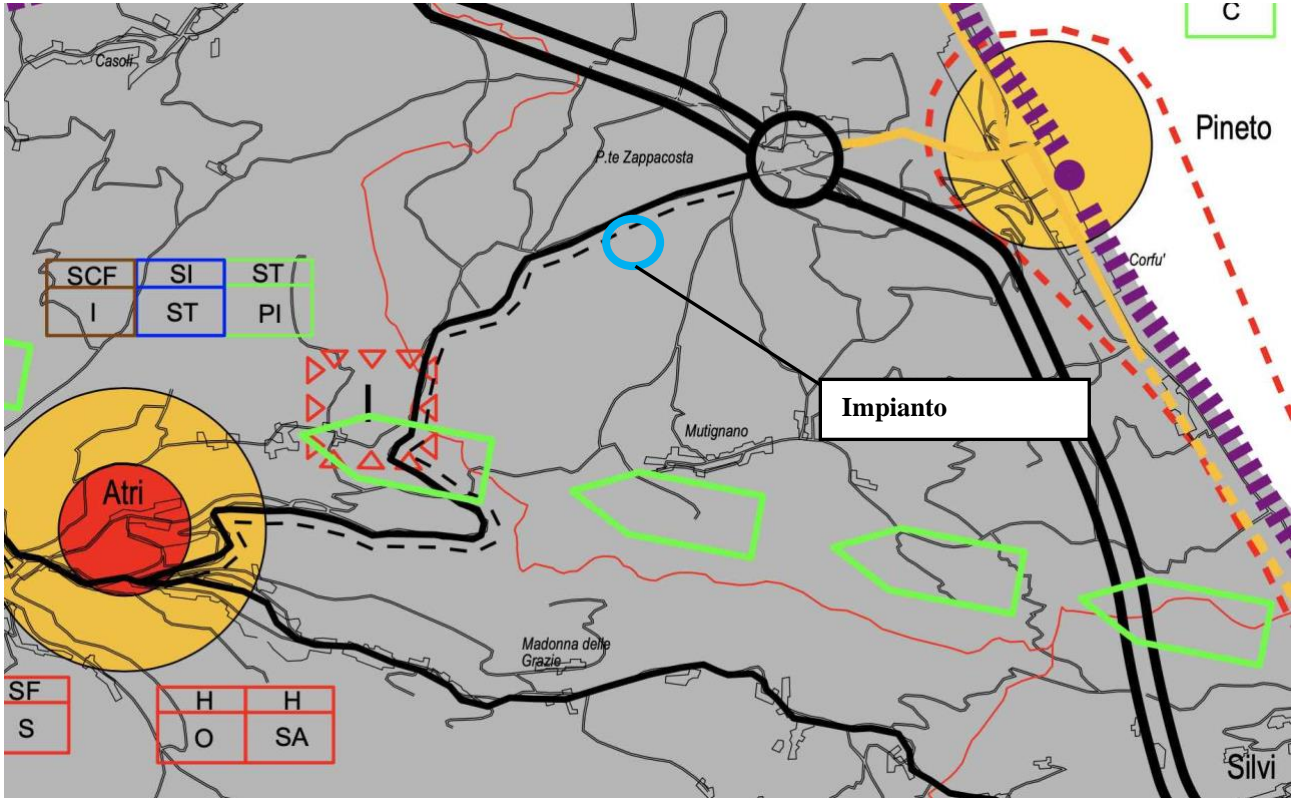 C
Casoli
Pineto
P.te Zappacosta
Corfu'
SCF SI ST
I ST PI
Impianto
I
Mutignano
Atri
Madonna delle
Grazie
SF
S
H H
O SA
Silvi